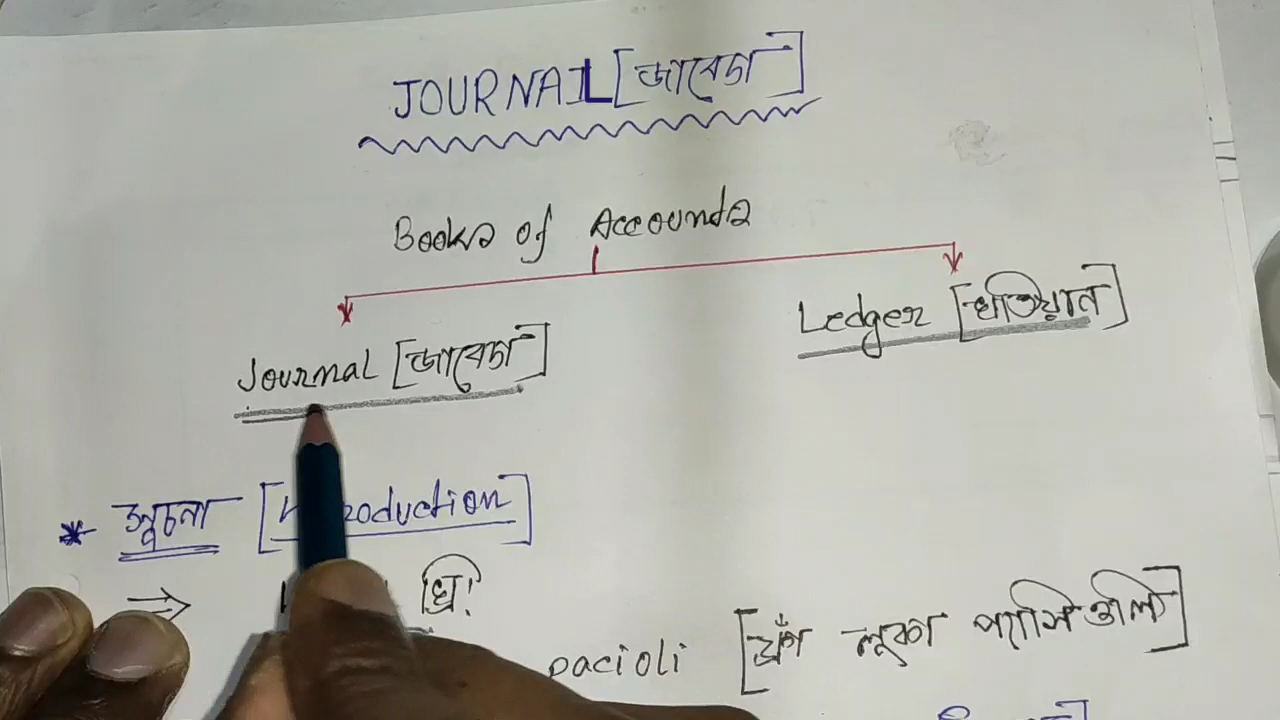 JOURNAL [জাবেদা]
Books of Accounts
Journal [জাবেদা]
Ledger [খতিয়ান]
* সূচনা [Introduction]
⇒ খ্রি!
pacioli [লুকা প্যাসিওলি]